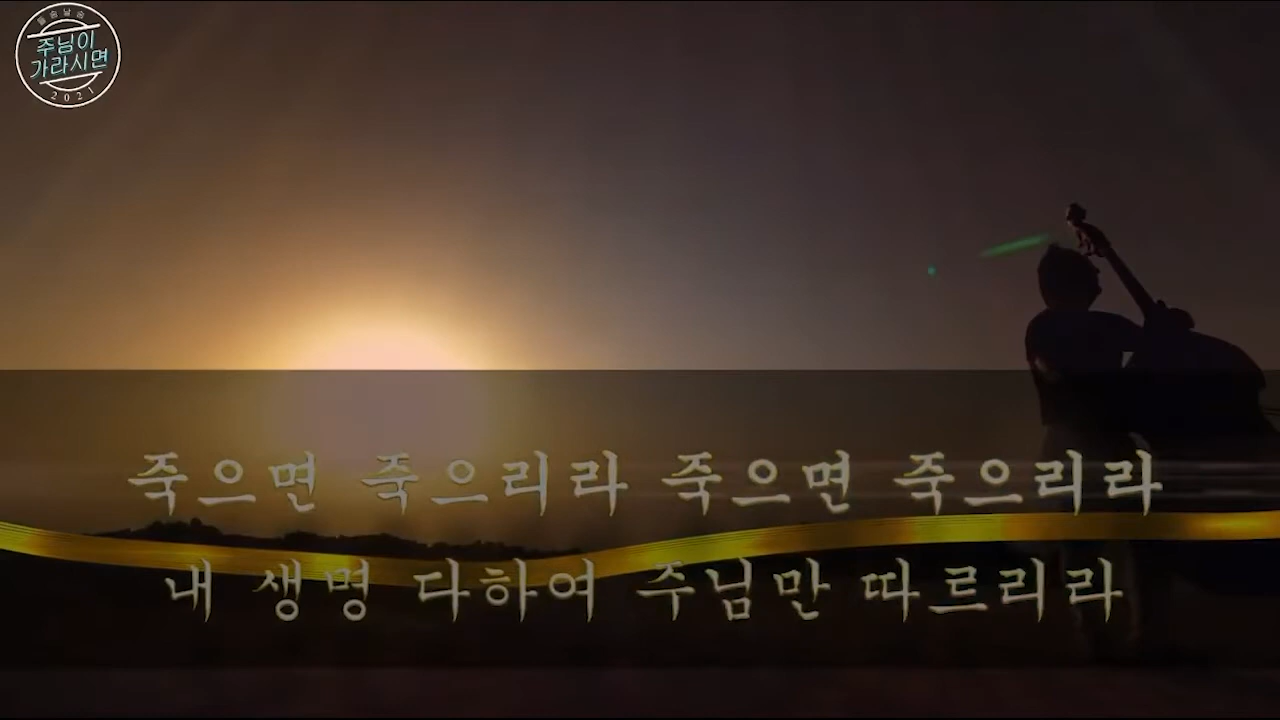 주님이
가라시면
2021
죽으면 죽으리라 죽으면 죽으리라
내 생명 다하여 주님만 따르리라